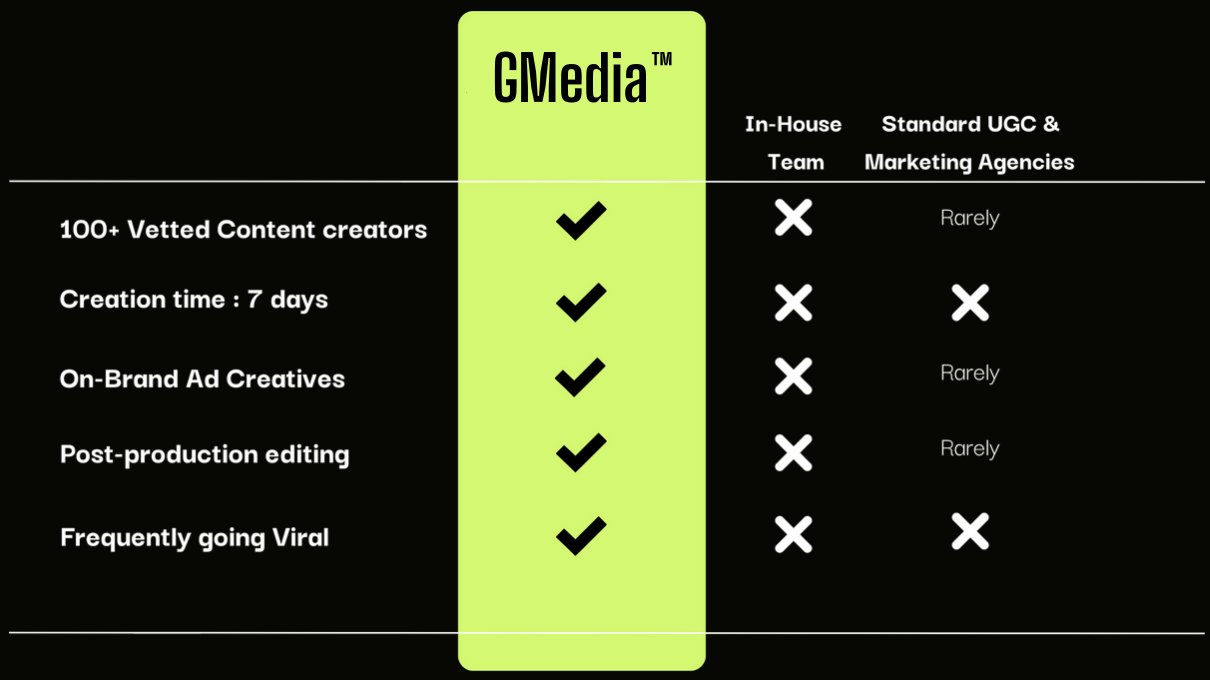 GMedia™
In-House
Team
Standard UGC &
Marketing Agencies
100+ Vetted Content creators
Rarely
Creation time : 7 days
On-Brand Ad Creatives
Rarely
Post-production editing
Rarely
Frequently going Viral